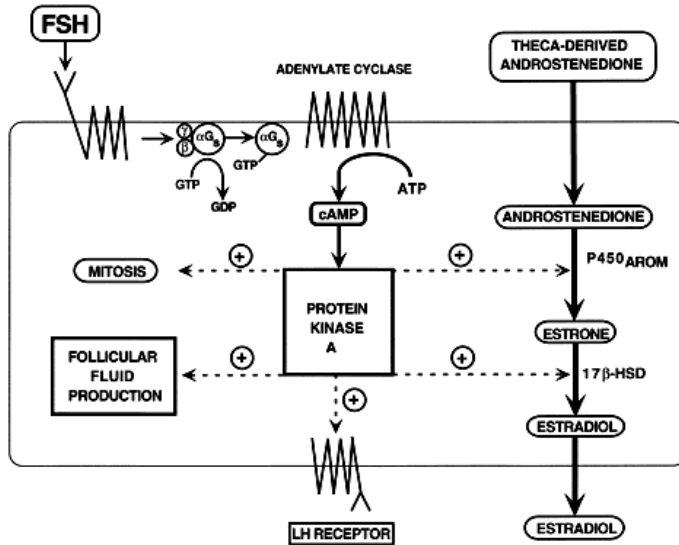 FSH
THECA-DERIVED
ANDROSTENEDIONE
ADENYLATE CYCLASE
γ
β
αGs
αGs
GTP
GTP
GDP
ATP
cAMP
ANDROSTENEDIONE
+
+
P450AROM
MITOSIS
PROTEIN
KINASE
A
ESTRONE
FOLLICULAR
FLUID
PRODUCTION
+
+
17β-HSD
+
ESTRADIOL
LH RECEPTOR
ESTRADIOL